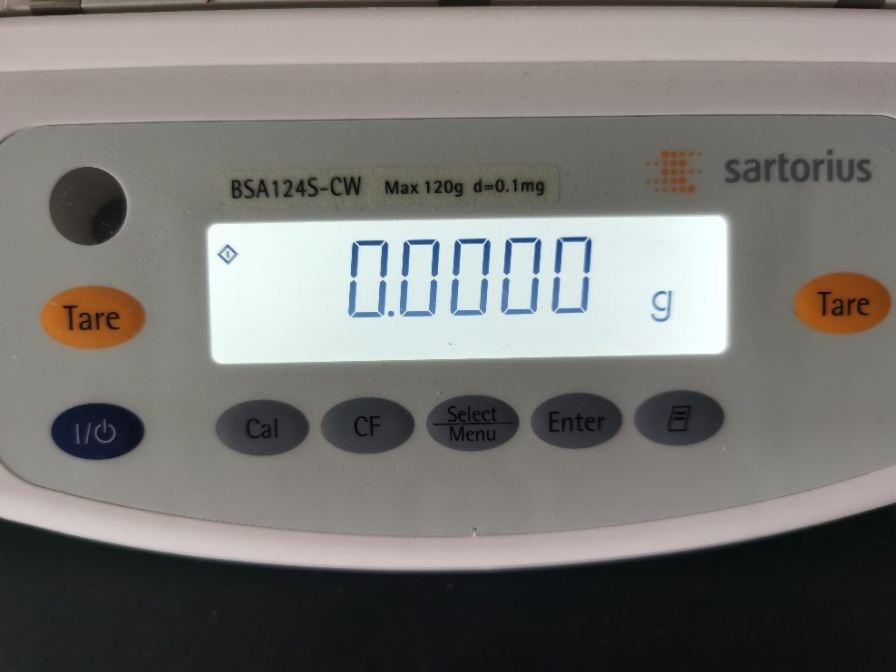 BSA124S-CW Max 120g d=0.1mg
sartorius
0.0000 g
Tare
Tare
I/
Cal
CF
Select
Menu
Enter